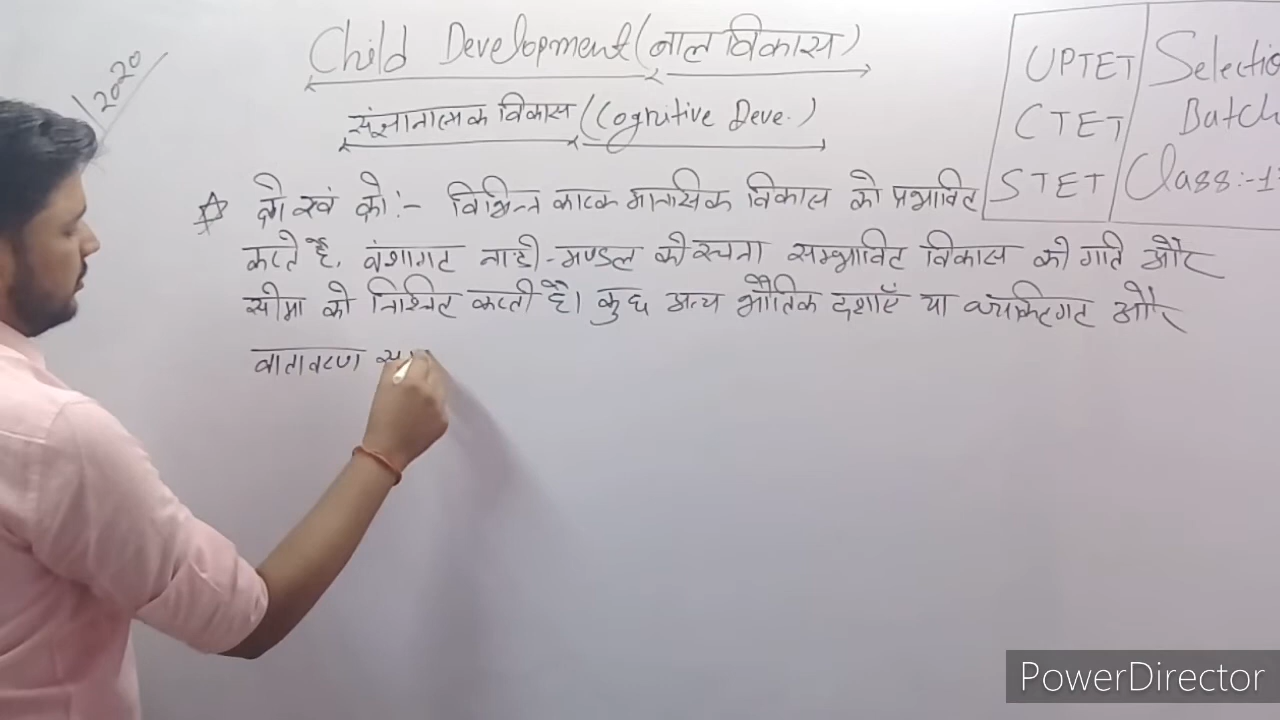 2020
Child Development (बाल विकास)
संज्ञानात्मक विकास (Cognitive Deve.)
क्रो एवं क्रो:- विभिन्न कारक मानसिक विकास को प्रभावित
करते है, वंशागत नाड़ी-मण्डल की रचना सम्भावित विकास की गति और
सीमा को निश्चित करती है। कुछ अन्य भौतिक दशाएँ या व्यक्तिगत और
वातावरण
UPTET
CTET
STET
Selectio
Batch
Class:-1
PowerDirector